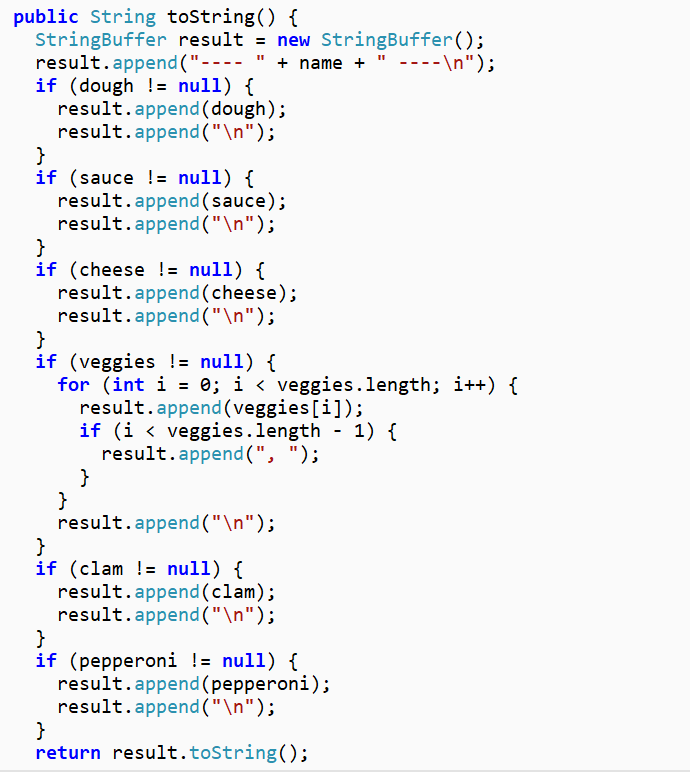 public String toString() {
  StringBuffer result = new StringBuffer();
  result.append("---- " + name + " ----\n");
  if (dough != null) {
    result.append(dough);
    result.append("\n");
  }
  if (sauce != null) {
    result.append(sauce);
    result.append("\n");
  }
  if (cheese != null) {
    result.append(cheese);
    result.append("\n");
  }
  if (veggies != null) {
    for (int i = 0; i < veggies.length; i++) {
      result.append(veggies[i]);
      if (i < veggies.length - 1) {
        result.append(", ");
      }
    }
    result.append("\n");
  }
  if (clam != null) {
    result.append(clam);
    result.append("\n");
  }
  if (pepperoni != null) {
    result.append(pepperoni);
    result.append("\n");
  }
  return result.toString();